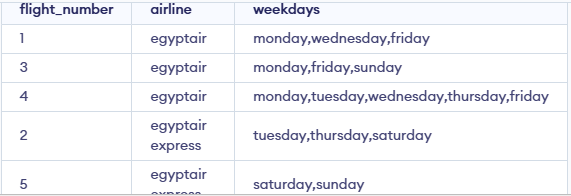 flight_number airline weekdays
1 egyptair monday,wednesday,friday
3 egyptair monday,friday,sunday
4 egyptair monday,tuesday,wednesday,thursday,friday
2 egyptair express tuesday,thursday,saturday
5 egyptair express saturday,sunday